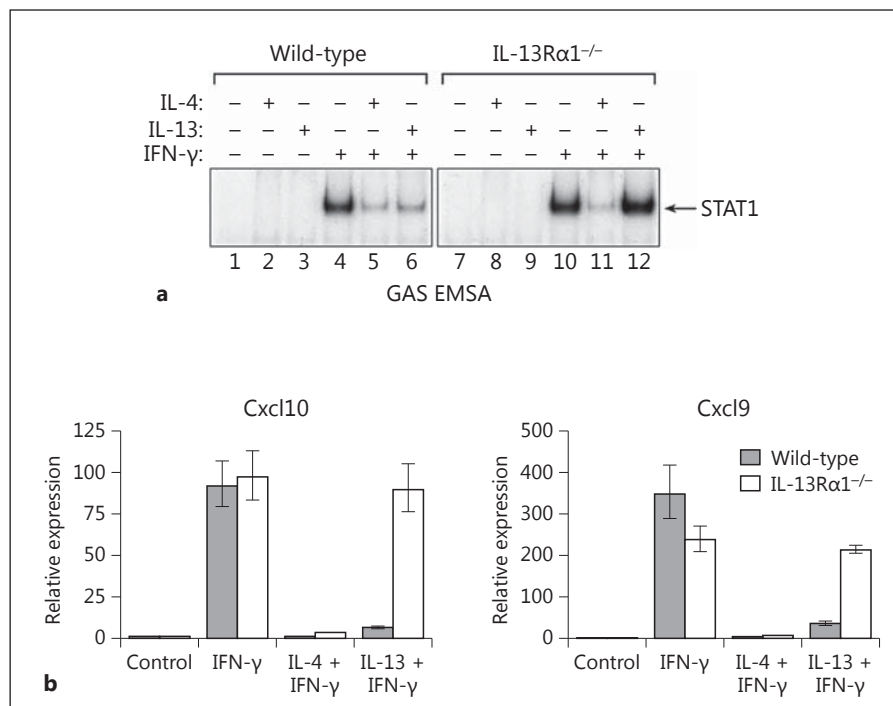 Wild-type IL-13Rα1–/–
IL-4: – + – – + – – + – – + –
IL-13: – – + – – + – – + – – +
IFN-γ: – – – + + + – – – + + +
STAT1
1 2 3 4 5 6 7 8 9 10 11 12
a GAS EMSA
Cxcl10
Relative expression
125
100
75
50
25
0
Control IFN-γ IL-4 + IFN-γ IL-13 + IFN-γ
b
Cxcl9
Relative expression
500
400
300
200
100
0
Wild-type
IL-13Rα1–/–
Control IFN-γ IL-4 + IFN-γ IL-13 + IFN-γ